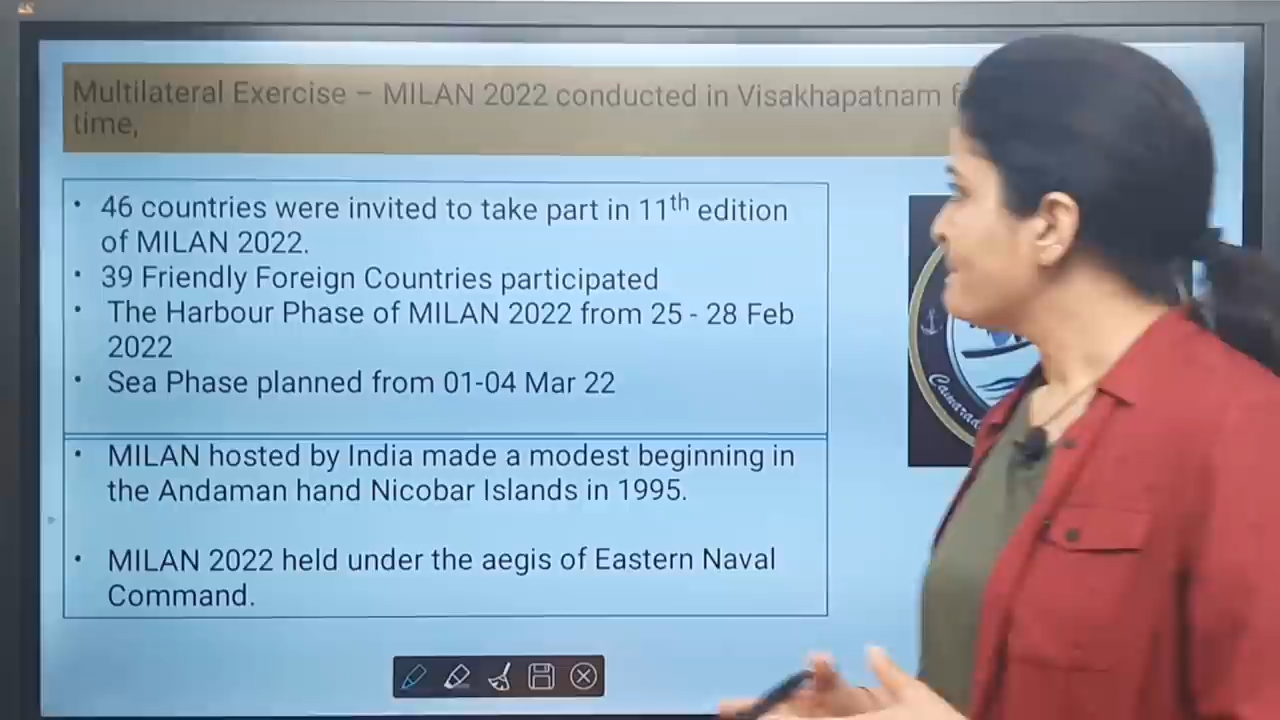 Multilateral Exercise – MILAN 2022 conducted in Visakhapatnam
time,
• 46 countries were invited to take part in 11th edition
of MILAN 2022.
• 39 Friendly Foreign Countries participated
• The Harbour Phase of MILAN 2022 from 25 - 28 Feb
2022
• Sea Phase planned from 01-04 Mar 22
• MILAN hosted by India made a modest beginning in
the Andaman hand Nicobar Islands in 1995.
• MILAN 2022 held under the aegis of Eastern Naval
Command.